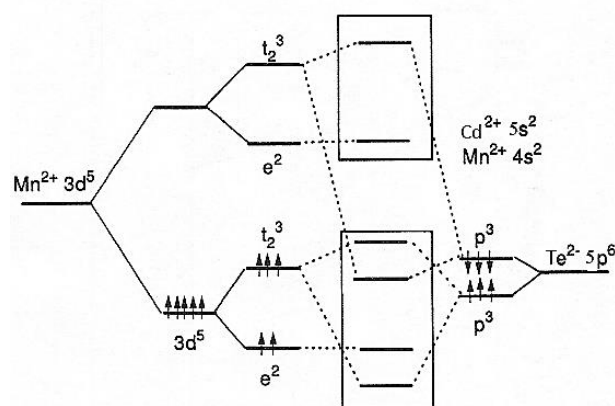 t₂³
e²
Cd²⁺ 5s²
Mn²⁺ 4s²
Mn²⁺ 3d⁵
t₂³
p³
Te²⁻ 5p⁶
3d⁵
p³
e²